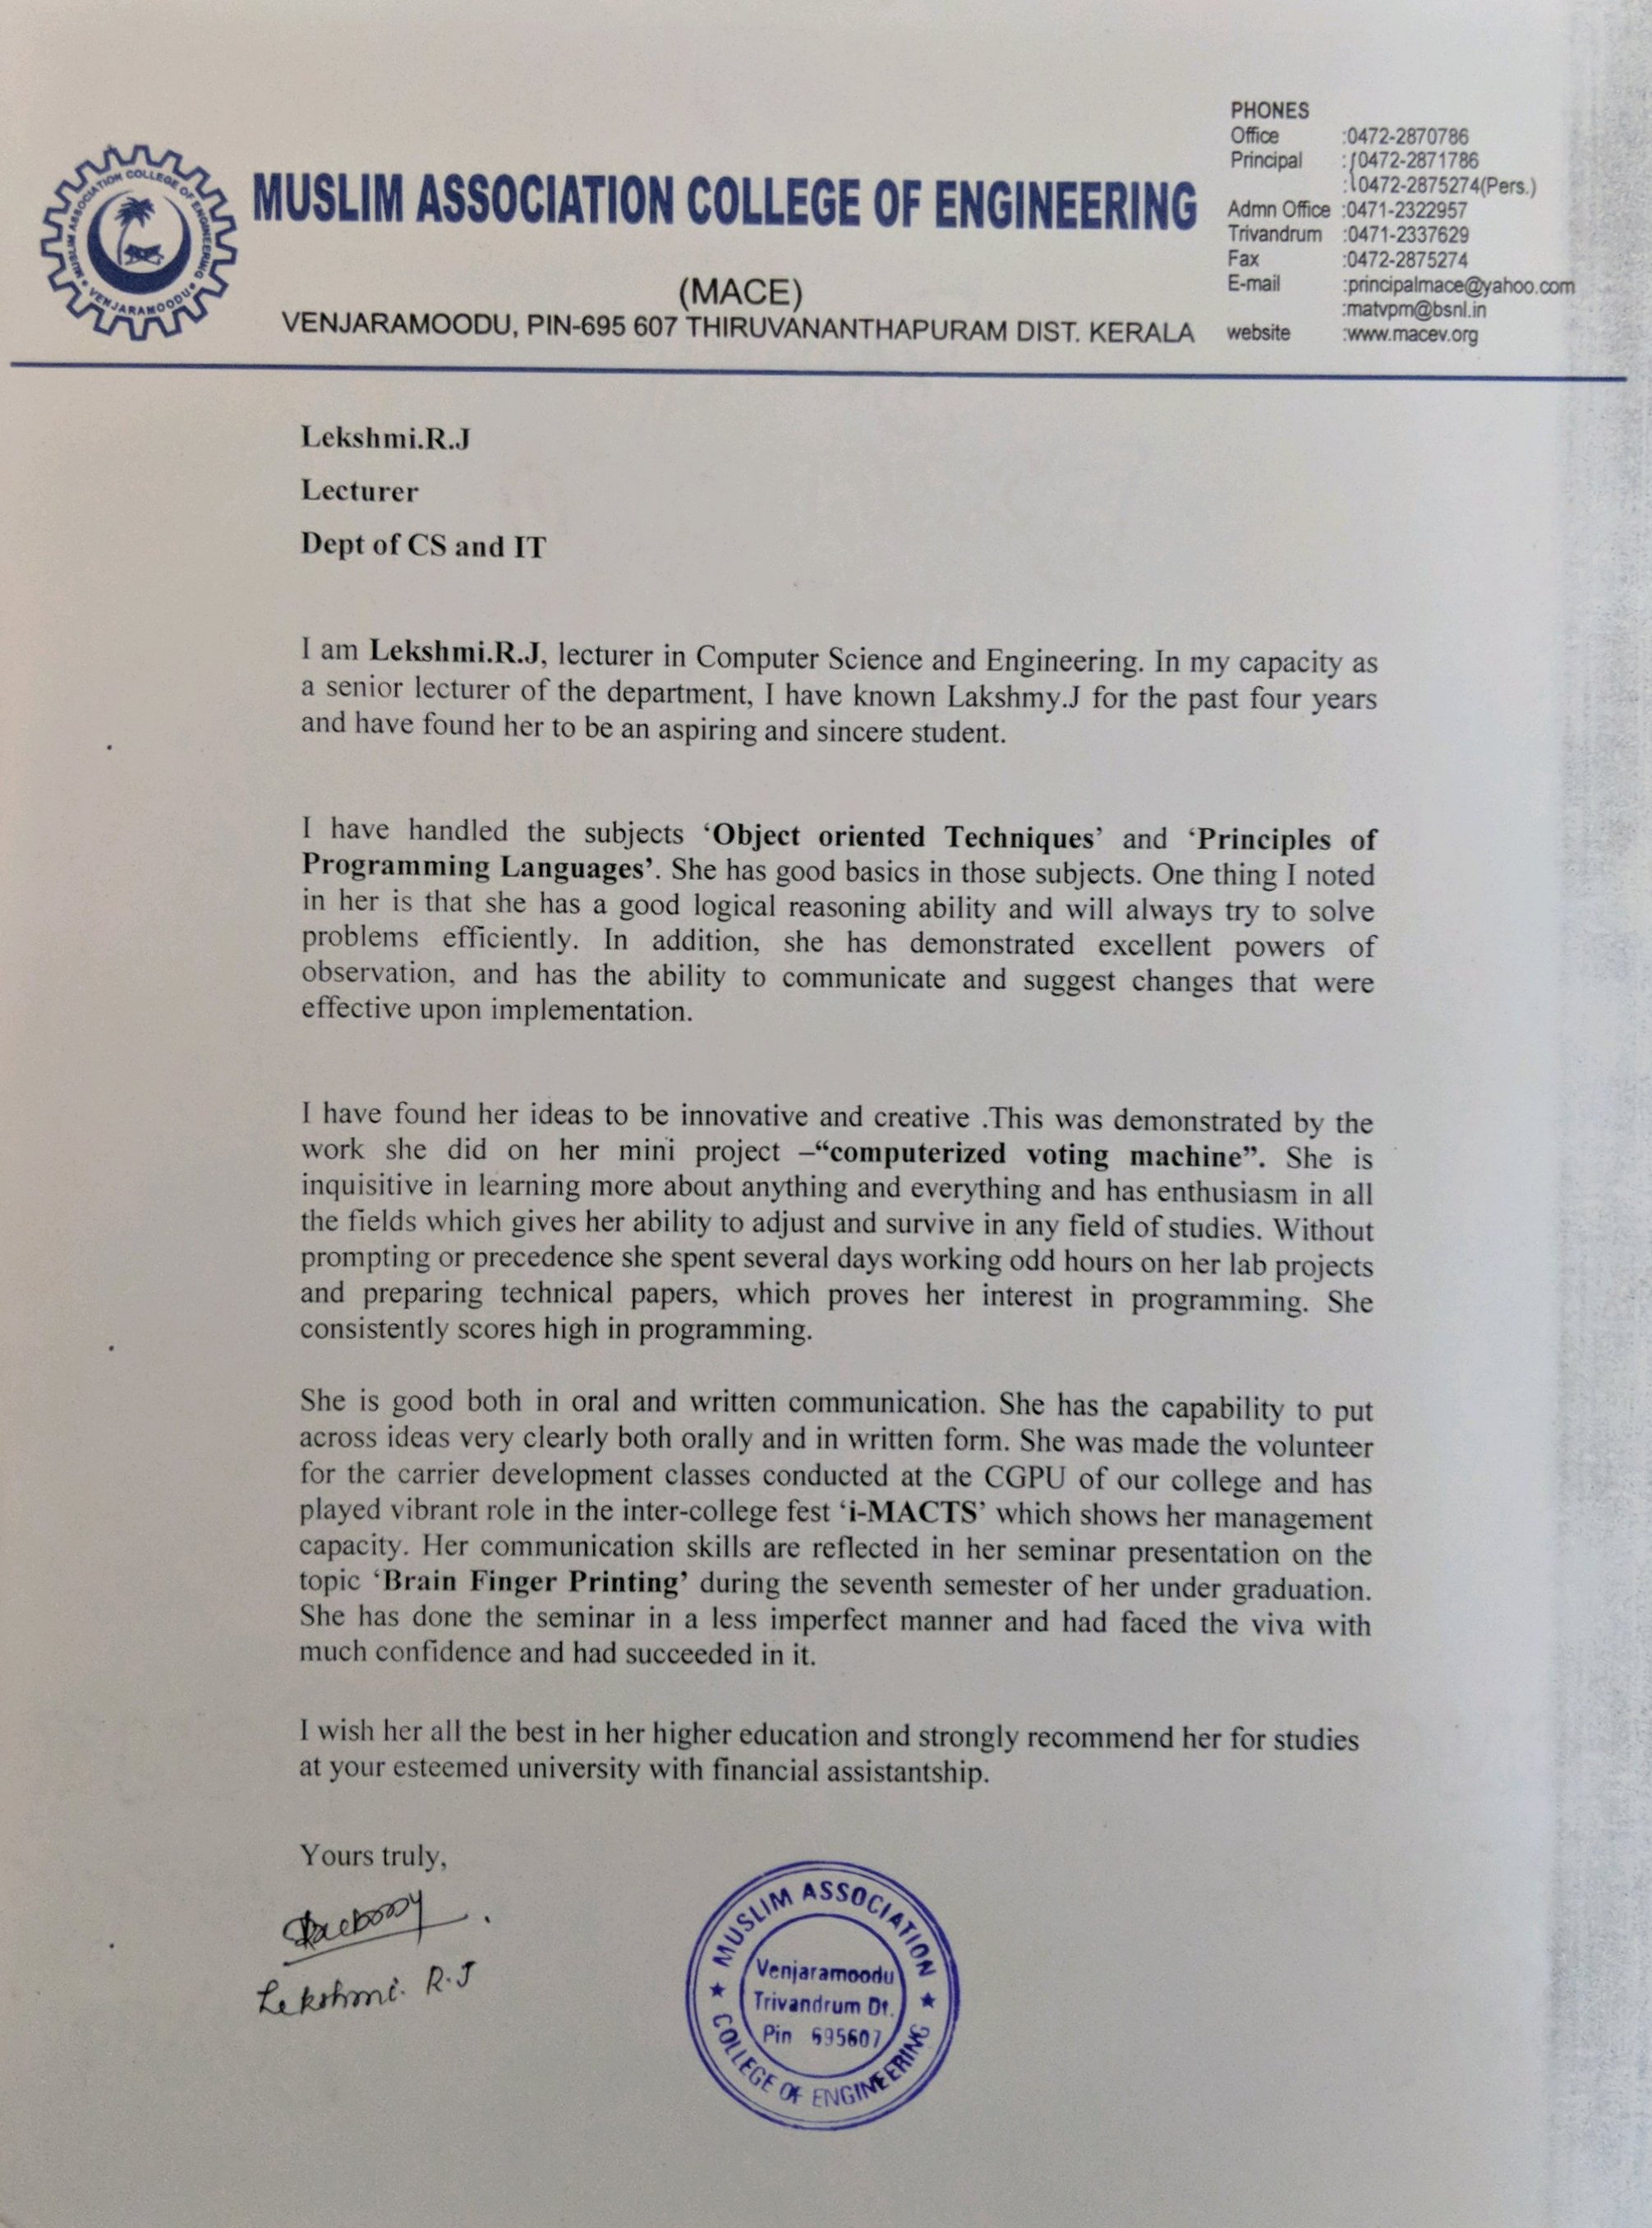 PHONES
Office :0472-2870786
Principal :{0472-2871786
:{0472-2875274(Pers.)
Admn Office :0471-2322957
Trivandrum :0471-2337629
Fax :0472-2875274
E-mail :principalmace@yahoo.com
:matvpm@bsnl.in
website :www.macev.org
MUSLIM ASSOCIATION COLLEGE OF ENGINEERING
VENJARAMOODU
MUSLIM ASSOCIATION COLLEGE OF ENGINEERING
(MACE)
VENJARAMOODU, PIN-695 607 THIRUVANANTHAPURAM DIST. KERALA
Lekshmi.R.J
Lecturer
Dept of CS and IT
I am Lekshmi.R.J, lecturer in Computer Science and Engineering. In my capacity as
a senior lecturer of the department, I have known Lakshmy.J for the past four years
and have found her to be an aspiring and sincere student.
I have handled the subjects ‘Object oriented Techniques’ and ‘Principles of
Programming Languages’. She has good basics in those subjects. One thing I noted
in her is that she has a good logical reasoning ability and will always try to solve
problems efficiently. In addition, she has demonstrated excellent powers of
observation, and has the ability to communicate and suggest changes that were
effective upon implementation.
I have found her ideas to be innovative and creative .This was demonstrated by the
work she did on her mini project –“computerized voting machine”. She is
inquisitive in learning more about anything and everything and has enthusiasm in all
the fields which gives her ability to adjust and survive in any field of studies. Without
prompting or precedence she spent several days working odd hours on her lab projects
and preparing technical papers, which proves her interest in programming. She
consistently scores high in programming.
She is good both in oral and written communication. She has the capability to put
across ideas very clearly both orally and in written form. She was made the volunteer
for the carrier development classes conducted at the CGPU of our college and has
played vibrant role in the inter-college fest ‘i-MACTS’ which shows her management
capacity. Her communication skills are reflected in her seminar presentation on the
topic ‘Brain Finger Printing’ during the seventh semester of her under graduation.
She has done the seminar in a less imperfect manner and had faced the viva with
much confidence and had succeeded in it.
I wish her all the best in her higher education and strongly recommend her for studies
at your esteemed university with financial assistantship.
Yours truly,
Lekshmi. R.J
MUSLIM ASSOCIATION
Venjaramoodu
Trivandrum Dt.
Pin 695607
COLLEGE OF ENGINEERING